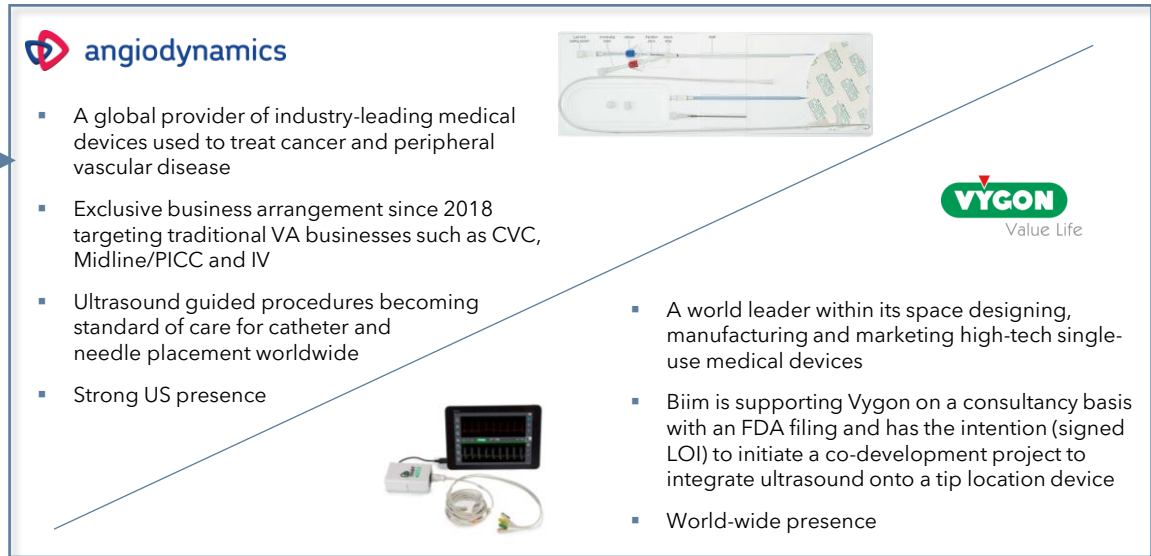 angiodynamics
▪ A global provider of industry-leading medical
devices used to treat cancer and peripheral
vascular disease
▪ Exclusive business arrangement since 2018
targeting traditional VA businesses such as CVC,
Midline/PICC and IV
▪ Ultrasound guided procedures becoming
standard of care for catheter and
needle placement worldwide
▪ Strong US presence
VYGON
Value Life
▪ A world leader within its space designing,
manufacturing and marketing high-tech single-
use medical devices
▪ Biim is supporting Vygon on a consultancy basis
with an FDA filing and has the intention (signed
LOI) to initiate a co-development project to
integrate ultrasound onto a tip location device
▪ World-wide presence